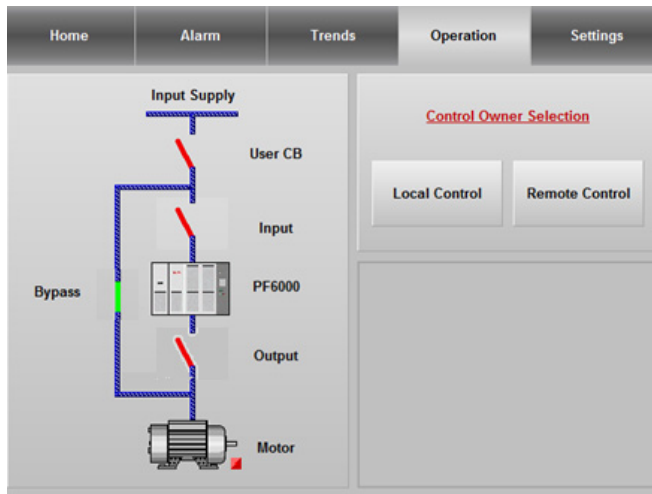 Home Alarm Trends Operation Settings
Input Supply
Control Owner Selection
User CB
Local Control Remote Control
Input
Bypass
PF6000
Output
Motor